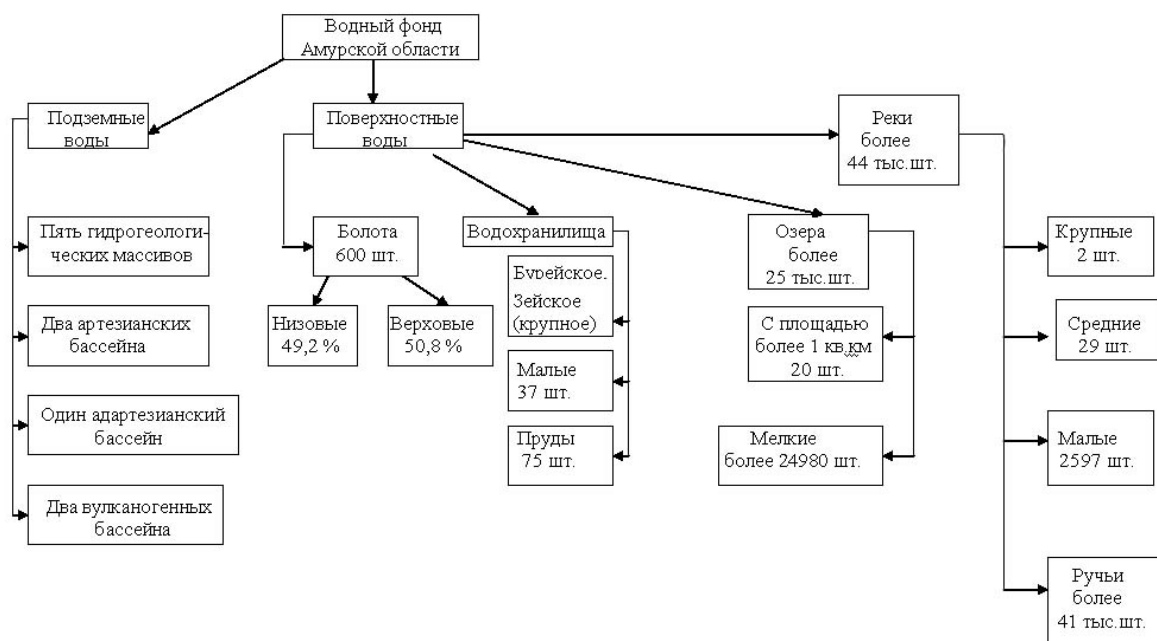 Водный фонд
Амурской области
Подземные
воды
Поверхностные
воды
Реки
более
44 тыс.шт.
Пять гидрогеологи-
ческих массивов
Два артезианских
бассейна
Один адартезианский
бассейн
Два вулканогенных
бассейна
Болота
600 шт.
Низовые
49,2 %
Верховые
50,8 %
Водохранилища
Бурейское.
Зейское
(крупное)
Малые
37 шт.
Пруды
75 шт.
Озера
более
25 тыс.шт.
С площадью
более 1 кв.км
20 шт.
Мелкие
более 24980 шт.
Крупные
2 шт.
Средние
29 шт.
Малые
2597 шт.
Ручьи
более
41 тыс.шт.